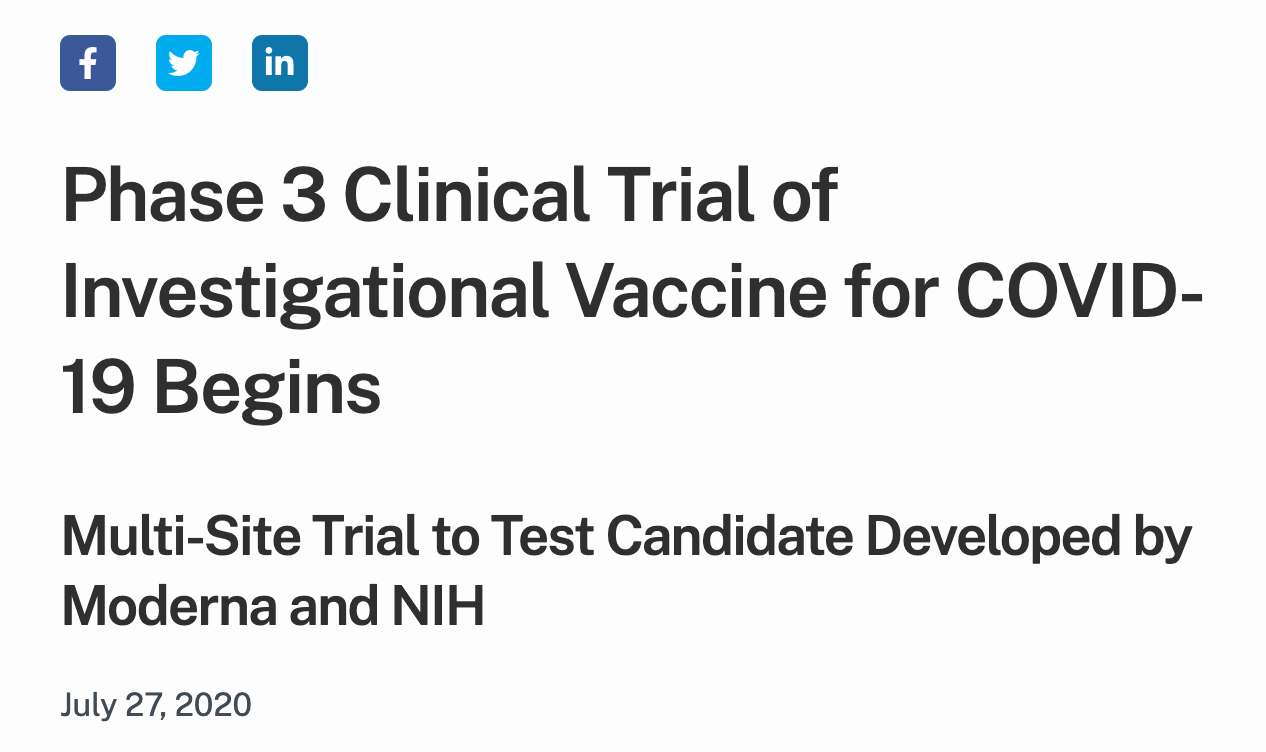 Phase 3 Clinical Trial of
Investigational Vaccine for COVID-
19 Begins
Multi-Site Trial to Test Candidate Developed by
Moderna and NIH
July 27, 2020